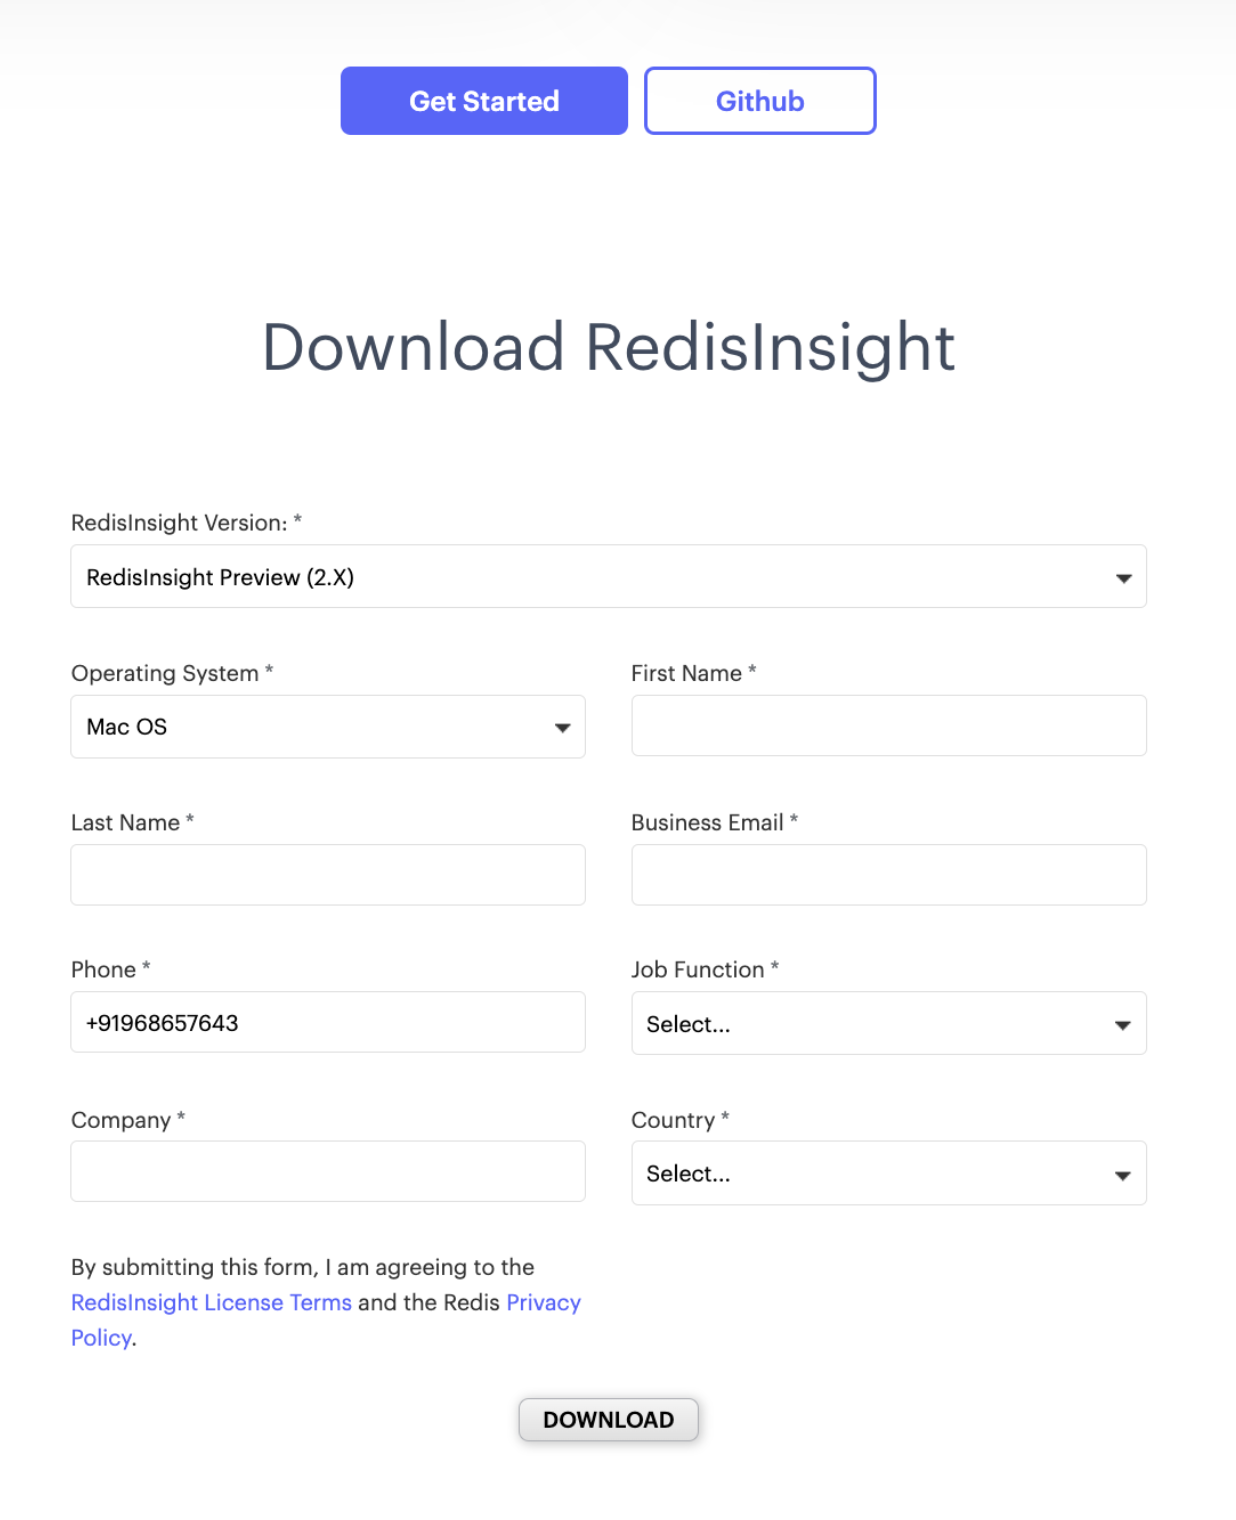 Get Started
Github
Download RedisInsight
RedisInsight Version: *
RedisInsight Preview (2.X)
Operating System *
First Name *
Mac OS
Last Name *
Business Email *
Phone *
Job Function *
+91968657643
Select...
Company *
Country *
Select...
By submitting this form, I am agreeing to the
RedisInsight License Terms and the Redis Privacy
Policy.
DOWNLOAD